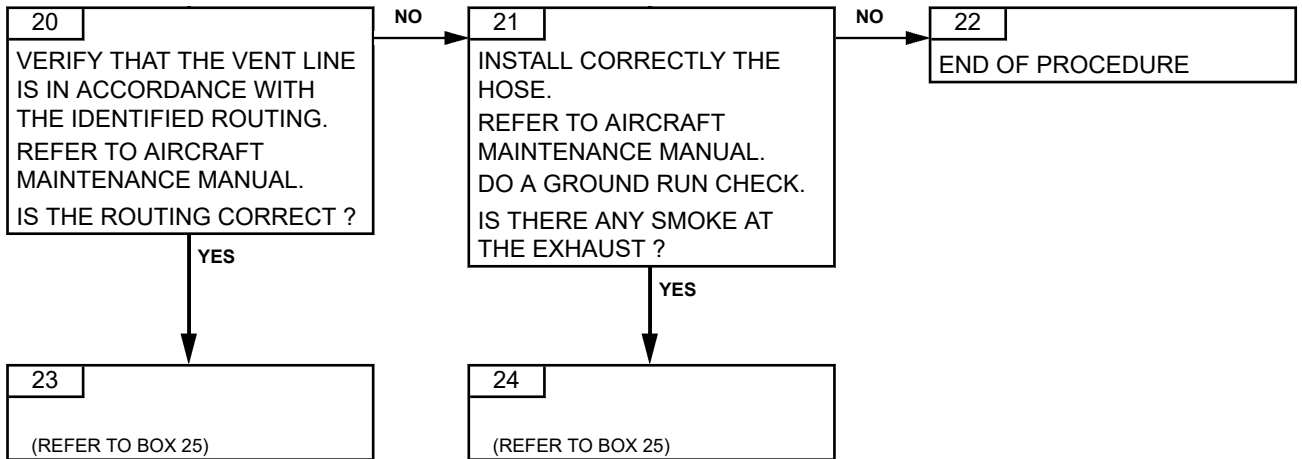 20
VERIFY THAT THE VENT LINE
IS IN ACCORDANCE WITH
THE IDENTIFIED ROUTING.
REFER TO AIRCRAFT
MAINTENANCE MANUAL.
IS THE ROUTING CORRECT ?
NO
21
INSTALL CORRECTLY THE
HOSE.
REFER TO AIRCRAFT
MAINTENANCE MANUAL.
DO A GROUND RUN CHECK.
IS THERE ANY SMOKE AT
THE EXHAUST ?
NO
22
END OF PROCEDURE
YES
YES
23
(REFER TO BOX 25)
24
(REFER TO BOX 25)